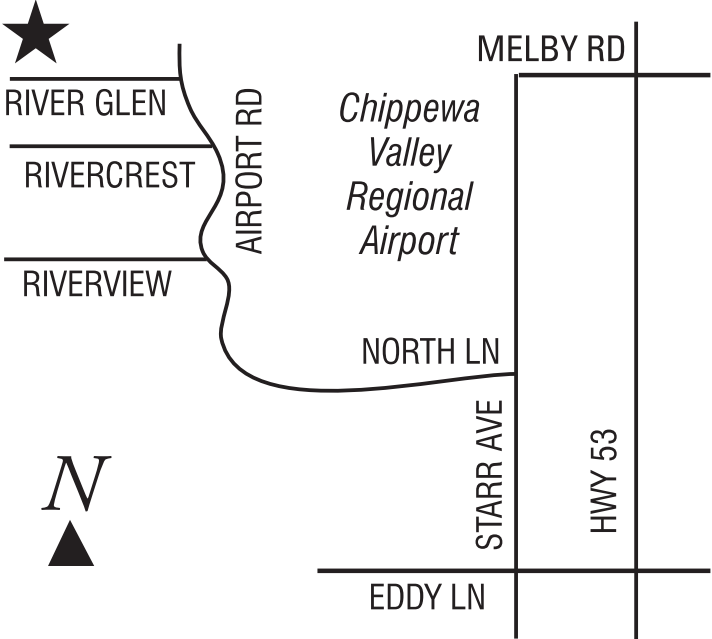 MELBY RD
RIVER GLEN
AIRPORT RD
Chippewa
Valley
Regional
Airport
RIVERCREST
RIVERVIEW
NORTH LN
STARR AVE
HWY 53
N
EDDY LN